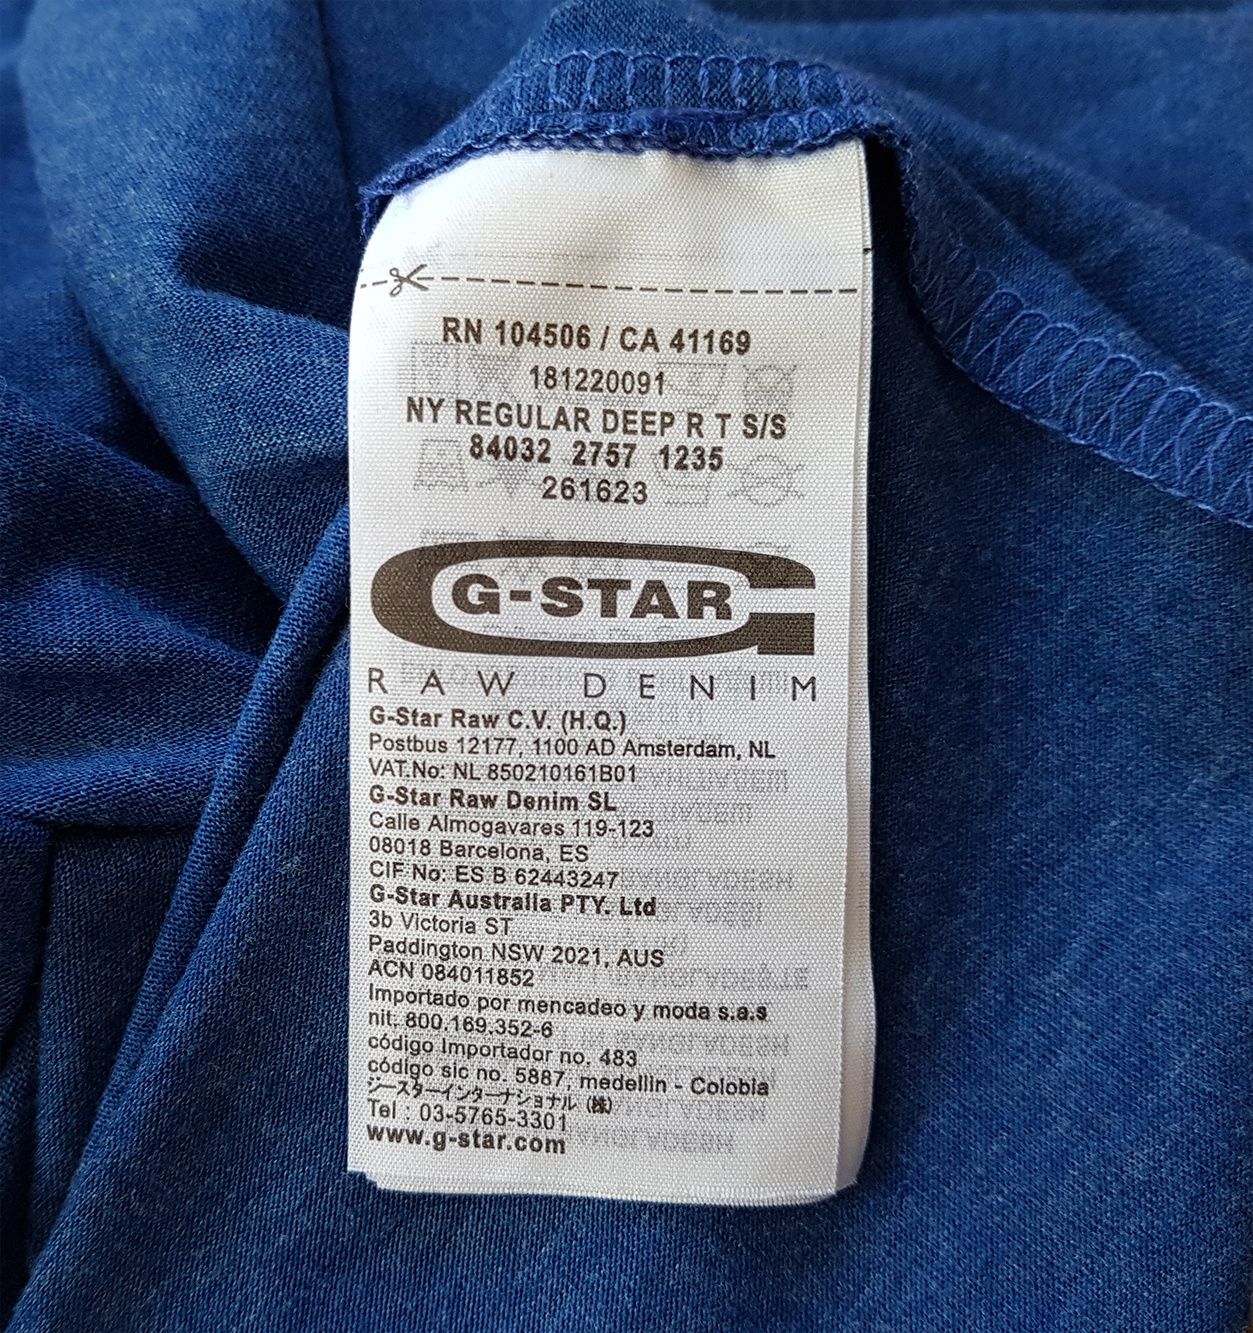 RN 104506 / CA 41169
181220091
NY REGULAR DEEP R T S/S
84032 2757 1235
261623
G-STAR
RAW DENIM
G-Star Raw C.V. (H.Q.)
Postbus 12177, 1100 AD Amsterdam, NL
VAT.No: NL 850210161B01
G-Star Raw Denim SL
Calle Almogavares 119-123
08018 Barcelona, ES
CIF No: ES B 62443247
G-Star Australia PTY. Ltd
3b Victoria ST
Paddington NSW 2021, AUS
ACN 084011852
Importado por mencadeo y moda s.a.s
nit: 800.169.352-6
código Importador no. 483
código sic no. 5887, medellin - Colobia
ジースターインターナショナル (株)
Tel : 03-5765-3301
www.g-star.com